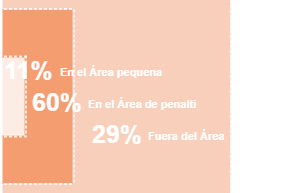 11% En el Área pequena
60% En el Área de penalti
29% Fuera del Área